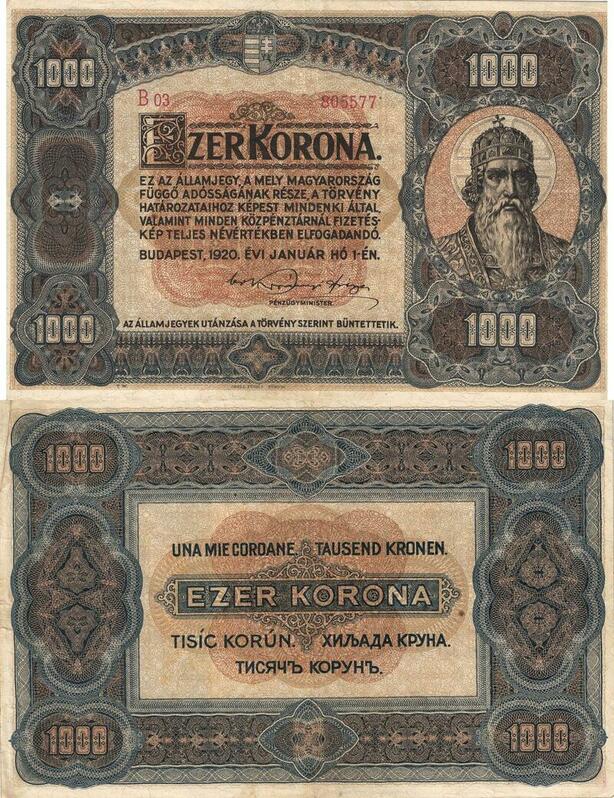 1000
1000
B 03
805577
EZER KORONA.
EZ AZ ÁLLAMJEGY, A MELY MAGYARORSZÁG
FÜGGŐ ADÓSSÁGÁNAK RÉSZE, A TÖRVÉNY
HATÁROZATAIHOZ KÉPEST MINDENKI ÁLTAL
VALAMINT MINDEN KÖZPÉNZTÁRNÁL FIZETÉS-
KÉP TELJES NÉVÉRTÉKBEN ELFOGADANDÓ.
BUDAPEST, 1920. ÉVI JANUÁR HÓ 1-ÉN.
PÉNZÜGYMINISTER.
1000
1000
AZ ÁLLAMJEGYEK UTÁNZÁSA A TÖRVÉNY SZERINT BÜNTETTETIK.
1000
1000
UNA MIE COROANE. TAUSEND KRONEN.
EZER KORONA
TISÍC KORÚN. ХИЉАДА КРУНА.
ТИСЯЧЪ КОРУНЪ.
1000
1000